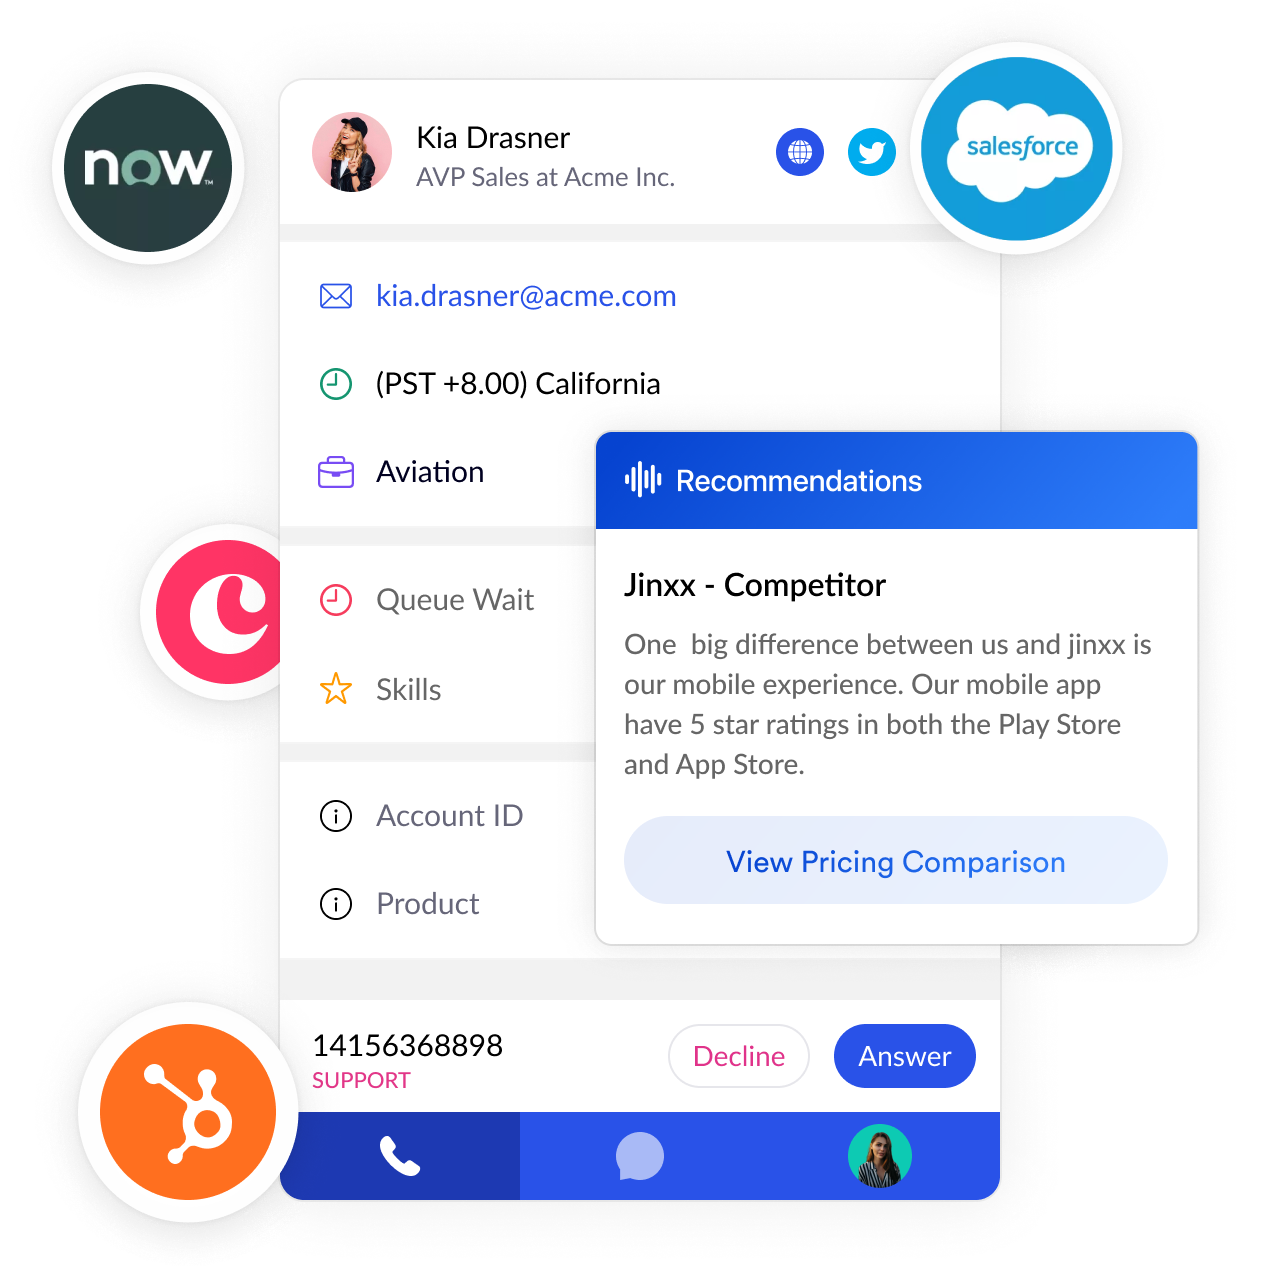 now™
Kia Drasner
AVP Sales at Acme Inc.
salesforce
kia.drasner@acme.com
(PST +8.00) California
Aviation
Recommendations
Jinxx - Competitor
One  big difference between us and jinxx is
our mobile experience. Our mobile app
have 5 star ratings in both the Play Store
and App Store.
View Pricing Comparison
Queue Wait
Skills
Account ID
Product
14156368898
SUPPORT
Decline
Answer